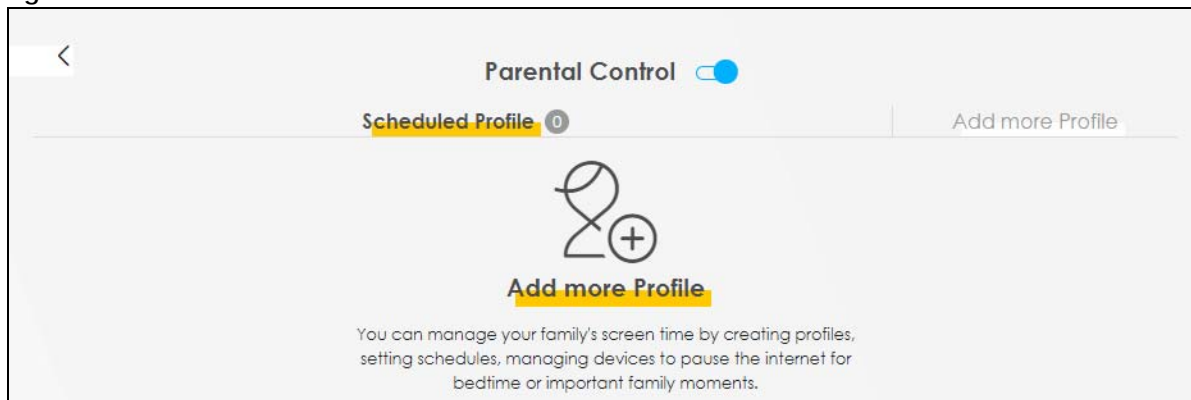 Parental Control
Scheduled Profile 0
Add more Profile
Add more Profile
You can manage your family's screen time by creating profiles,
setting schedules, managing devices to pause the internet for
bedtime or important family moments.